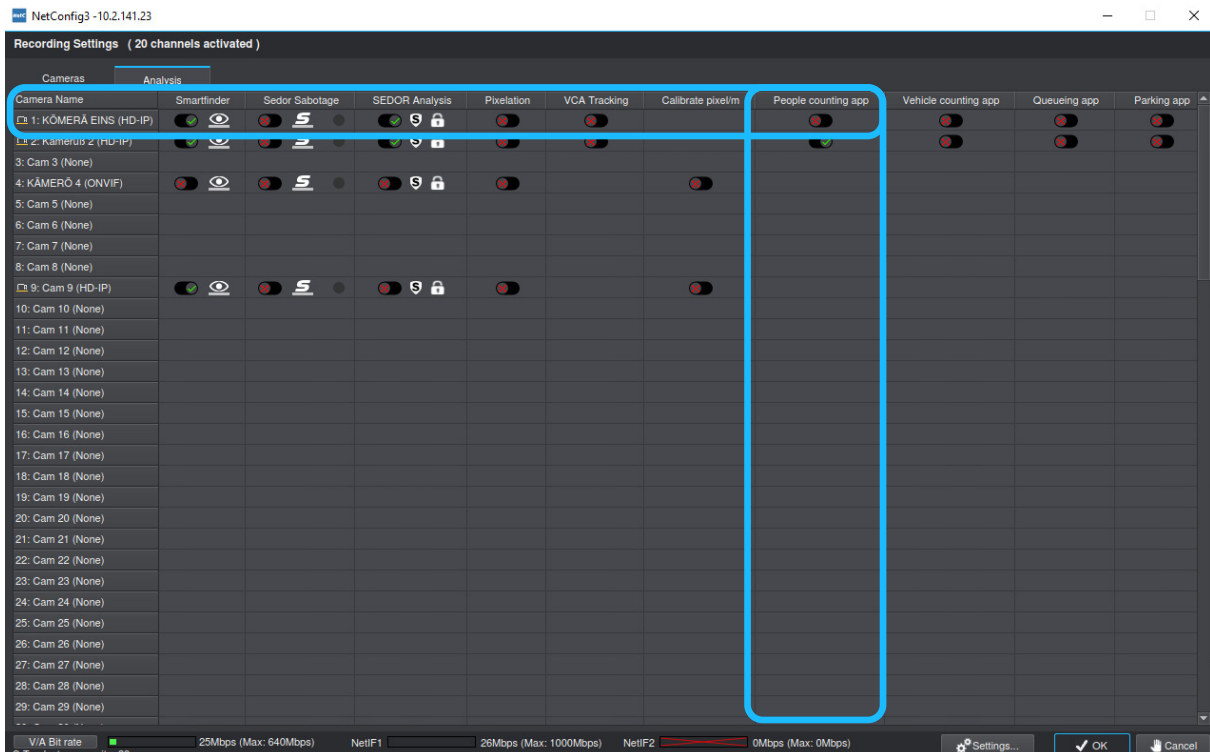 NetC NetConfig3 -10.2.141.23
Recording Settings ( 20 channels activated )
Cameras Analysis
Camera Name Smartfinder Sedor Sabotage SEDOR Analysis Pixelation VCA Tracking Calibrate pixel/m People counting app Vehicle counting app Queueing app Parking app
1: KÖMERÄ EINS (HD-IP)
2: Kameruß 2 (HD-IP)
3: Cam 3 (None)
4: KÄMERÖ 4 (ONVIF)
5: Cam 5 (None)
6: Cam 6 (None)
7: Cam 7 (None)
8: Cam 8 (None)
9: Cam 9 (HD-IP)
10: Cam 10 (None)
11: Cam 11 (None)
12: Cam 12 (None)
13: Cam 13 (None)
14: Cam 14 (None)
15: Cam 15 (None)
16: Cam 16 (None)
17: Cam 17 (None)
18: Cam 18 (None)
19: Cam 19 (None)
20: Cam 20 (None)
21: Cam 21 (None)
22: Cam 22 (None)
23: Cam 23 (None)
24: Cam 24 (None)
25: Cam 25 (None)
26: Cam 26 (None)
27: Cam 27 (None)
28: Cam 28 (None)
29: Cam 29 (None)
V/A Bit rate 25Mbps (Max: 640Mbps) NetIF1 26Mbps (Max: 1000Mbps) NetIF2 0Mbps (Max: 0Mbps) Settings... OK Cancel